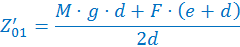 Z'₀₁ = (M · g · d + F · (e + d)) / 2d